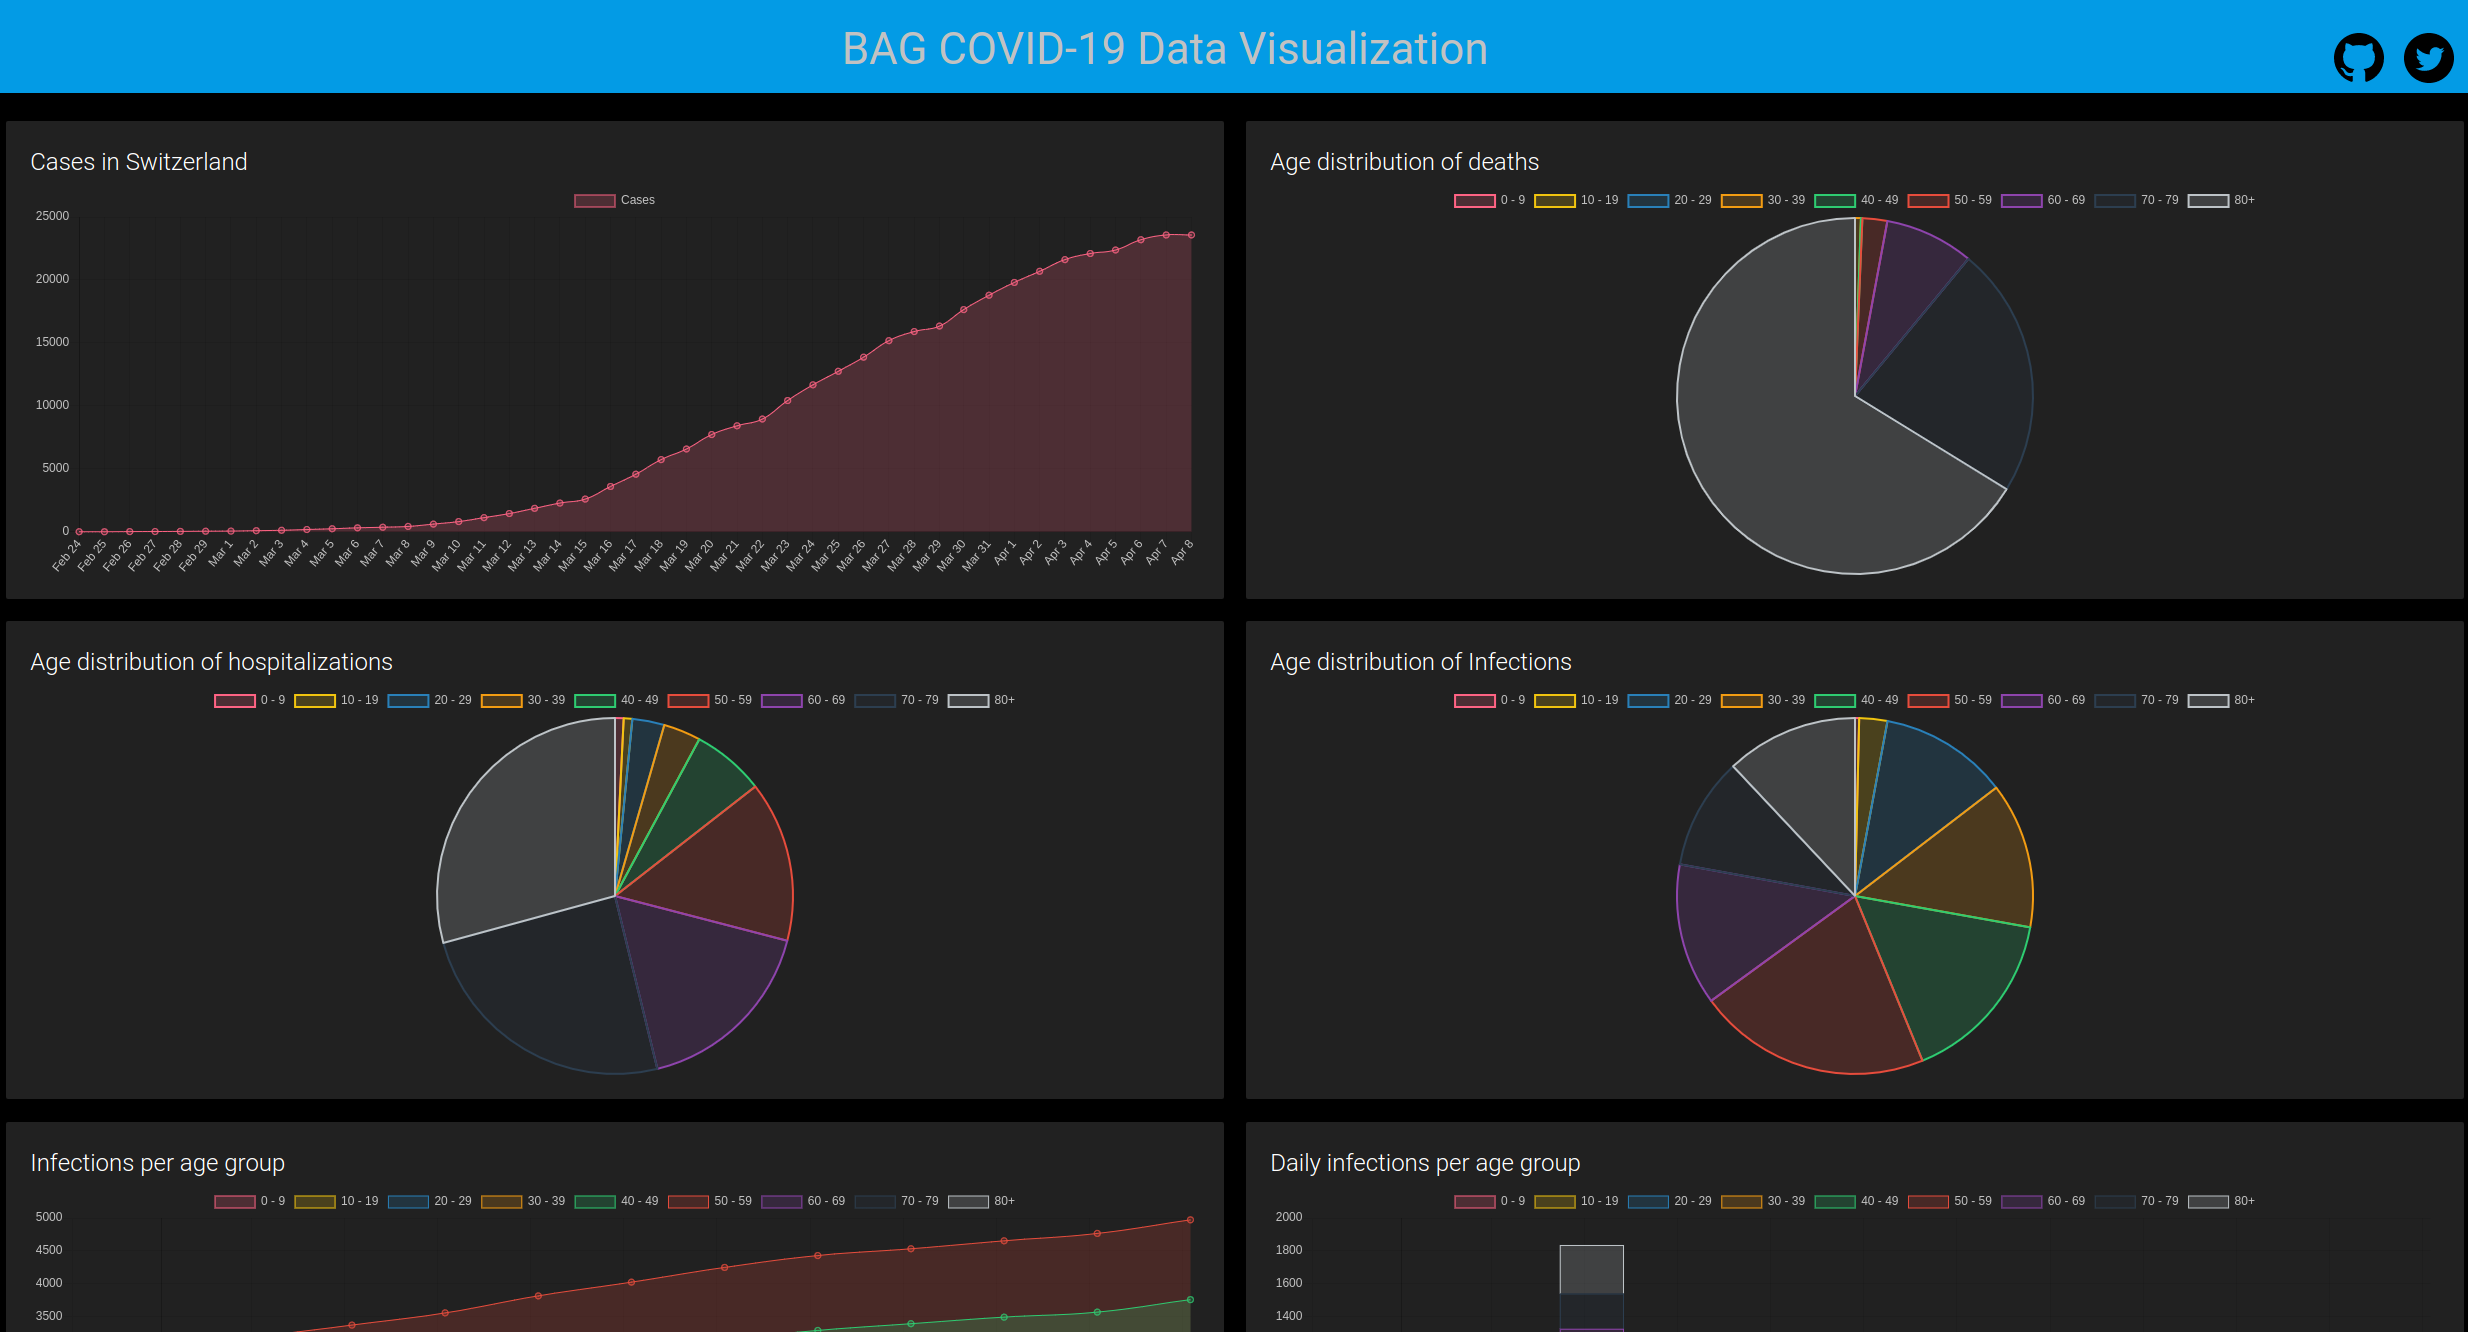 BAG COVID-19 Data Visualization
Cases in Switzerland
Cases
25000
20000
15000
10000
5000
0
Feb 24 Feb 25 Feb 26 Feb 27 Feb 28 Feb 29 Mar 1 Mar 2 Mar 3 Mar 4 Mar 5 Mar 6 Mar 7 Mar 8 Mar 9 Mar 10 Mar 11 Mar 12 Mar 13 Mar 14 Mar 15 Mar 16 Mar 17 Mar 18 Mar 19 Mar 20 Mar 21 Mar 22 Mar 23 Mar 24 Mar 25 Mar 26 Mar 27 Mar 28 Mar 29 Mar 30 Mar 31 Apr 1 Apr 2 Apr 3 Apr 4 Apr 5 Apr 6 Apr 7 Apr 8
Age distribution of deaths
0 - 9 10 - 19 20 - 29 30 - 39 40 - 49 50 - 59 60 - 69 70 - 79 80+
Age distribution of hospitalizations
0 - 9 10 - 19 20 - 29 30 - 39 40 - 49 50 - 59 60 - 69 70 - 79 80+
Age distribution of Infections
0 - 9 10 - 19 20 - 29 30 - 39 40 - 49 50 - 59 60 - 69 70 - 79 80+
Infections per age group
0 - 9 10 - 19 20 - 29 30 - 39 40 - 49 50 - 59 60 - 69 70 - 79 80+
5000
4500
4000
3500
Daily infections per age group
0 - 9 10 - 19 20 - 29 30 - 39 40 - 49 50 - 59 60 - 69 70 - 79 80+
2000
1800
1600
1400